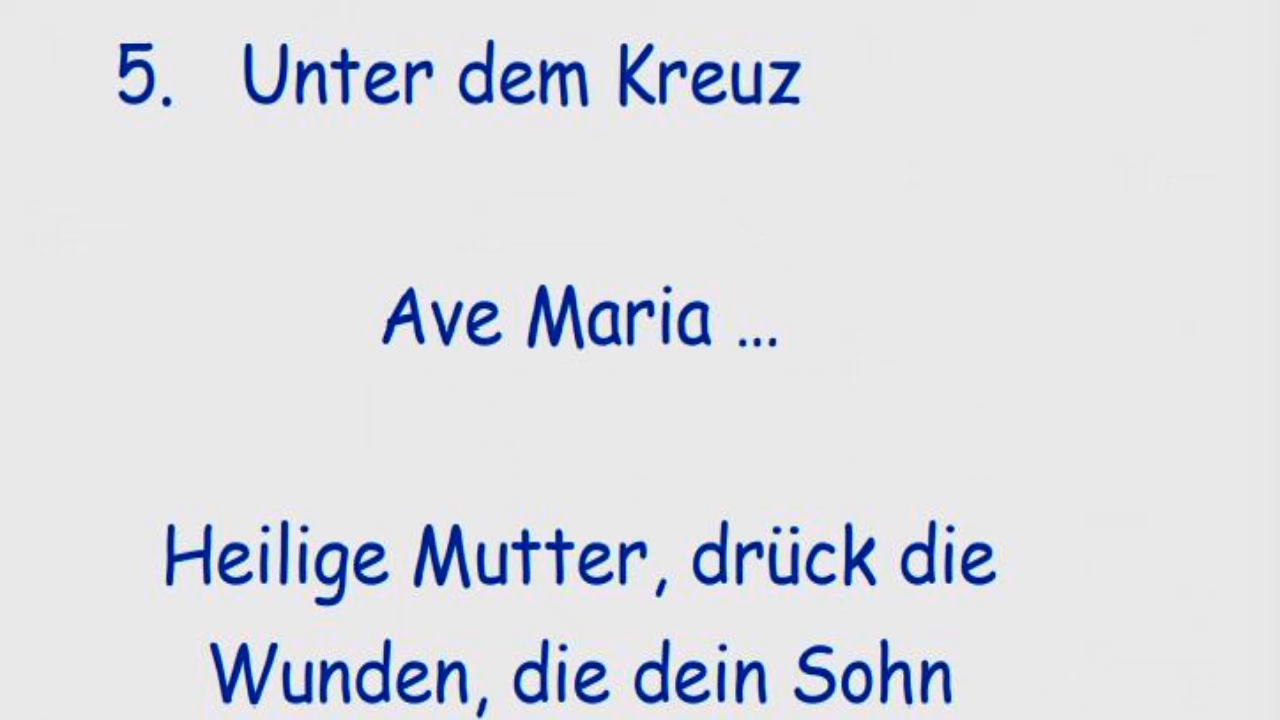 5. Unter dem Kreuz
Ave Maria ...
Heilige Mutter, drück die
Wunden, die dein Sohn